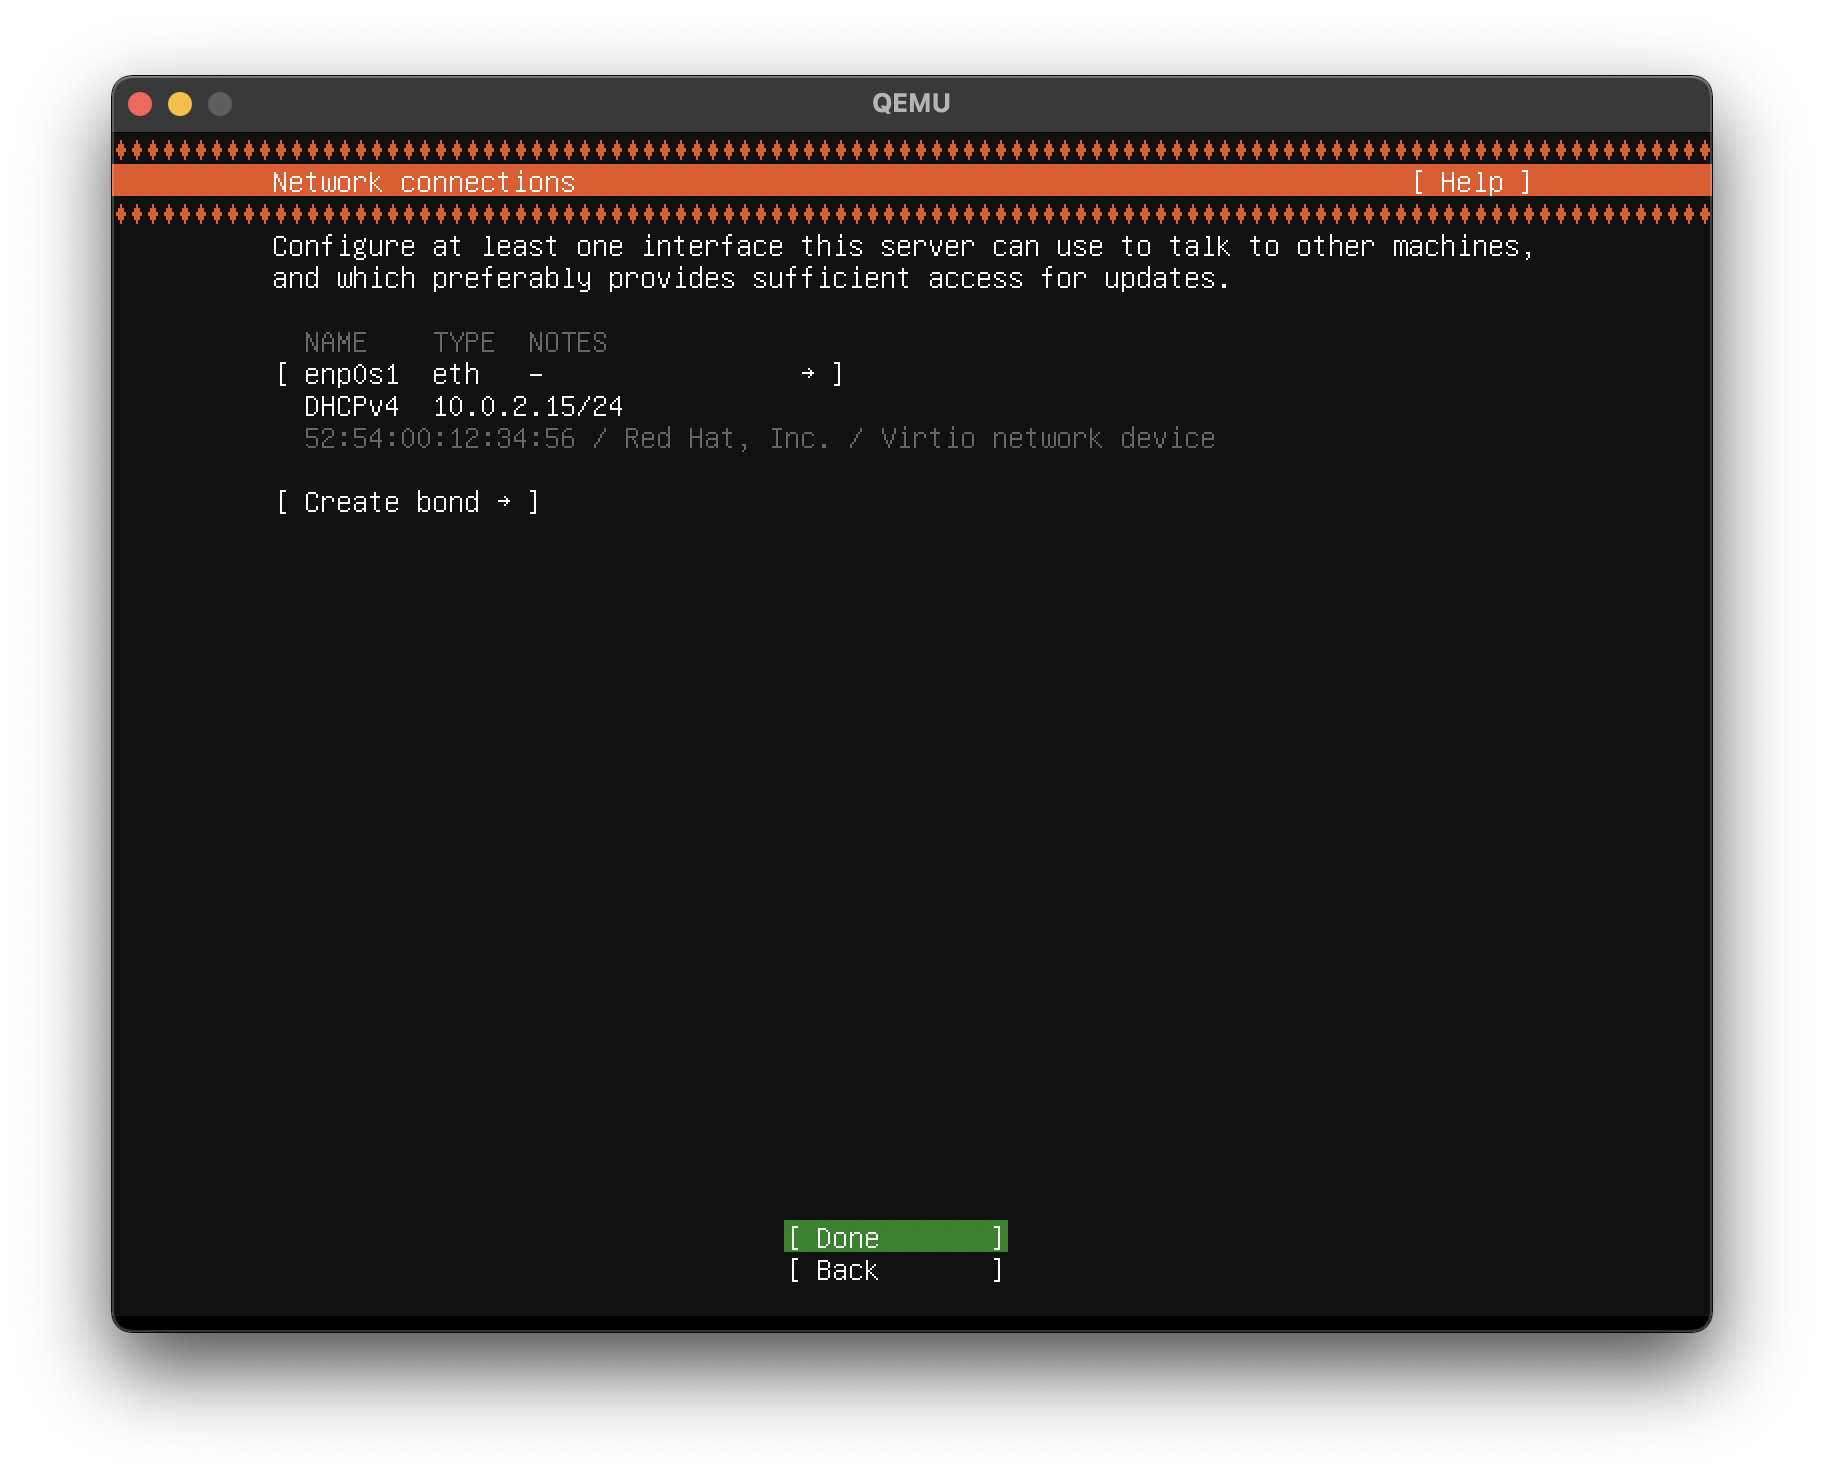 QEMU
Network connections [ Help ]
Configure at least one interface this server can use to talk to other machines,
and which preferably provides sufficient access for updates.
NAME TYPE NOTES
[ enp0s1 eth - → ]
DHCPv4 10.0.2.15/24
52:54:00:12:34:56 / Red Hat, Inc. / Virtio network device
[ Create bond → ]
[ Done ]
[ Back ]